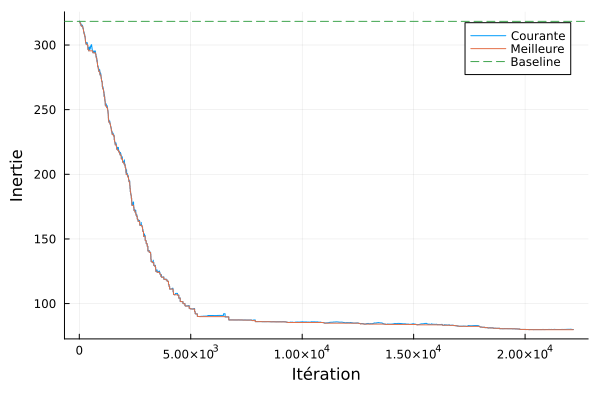 Courante
Meilleure
Baseline
300
250
200
150
100
Inertie
0
5.00×10³
1.00×10⁴
1.50×10⁴
2.00×10⁴
Itération